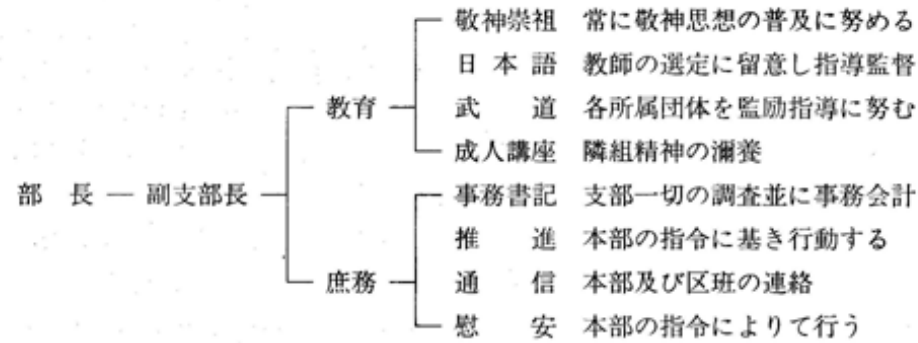 敬神崇祖 常に敬神思想の普及に努める
日本語 教師の選定に留意し指導監督
教育
武道 各所属団体を監励指導に努む
成人講座 隣組精神の瀰養
部長 副支部長
事務書記 支部一切の調査並に事務会計
推進 本部の指令に基き行動する
庶務
通信 本部及び区班の連絡
慰安 本部の指令によりて行う